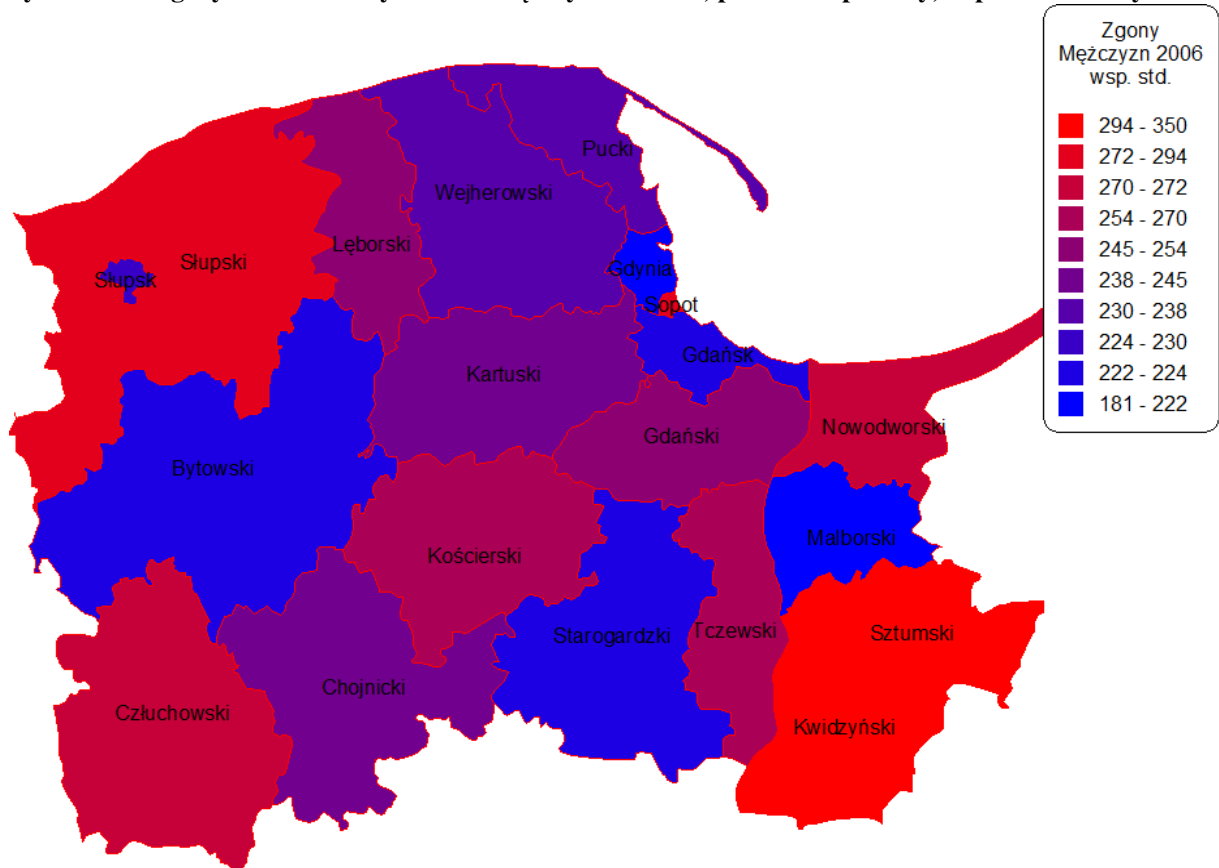 Zgony
Mężczyzn 2006
wsp. std.
294 - 350
272 - 294
270 - 272
254 - 270
245 - 254
238 - 245
230 - 238
224 - 230
222 - 224
181 - 222
Pucki
Wejherowski
Lęborski
Słupski
Słupsk
Gdynia
Sopot
Gdańsk
Kartuski
Gdański
Nowodworski
Bytowski
Malborski
Kościerski
Starogardzki
Tczewski
Sztumski
Chojnicki
Człuchowski
Kwidzyński